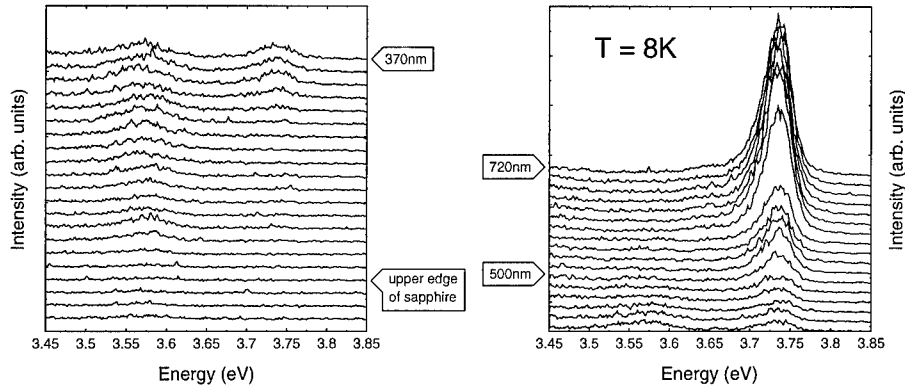 T = 8K
370nm
720nm
500nm
upper edge
of sapphire
Intensity (arb. units)
Intensity (arb. units)
3.45 3.5 3.55 3.6 3.65 3.7 3.75 3.8 3.85
3.45 3.5 3.55 3.6 3.65 3.7 3.75 3.8 3.85
Energy (eV)
Energy (eV)